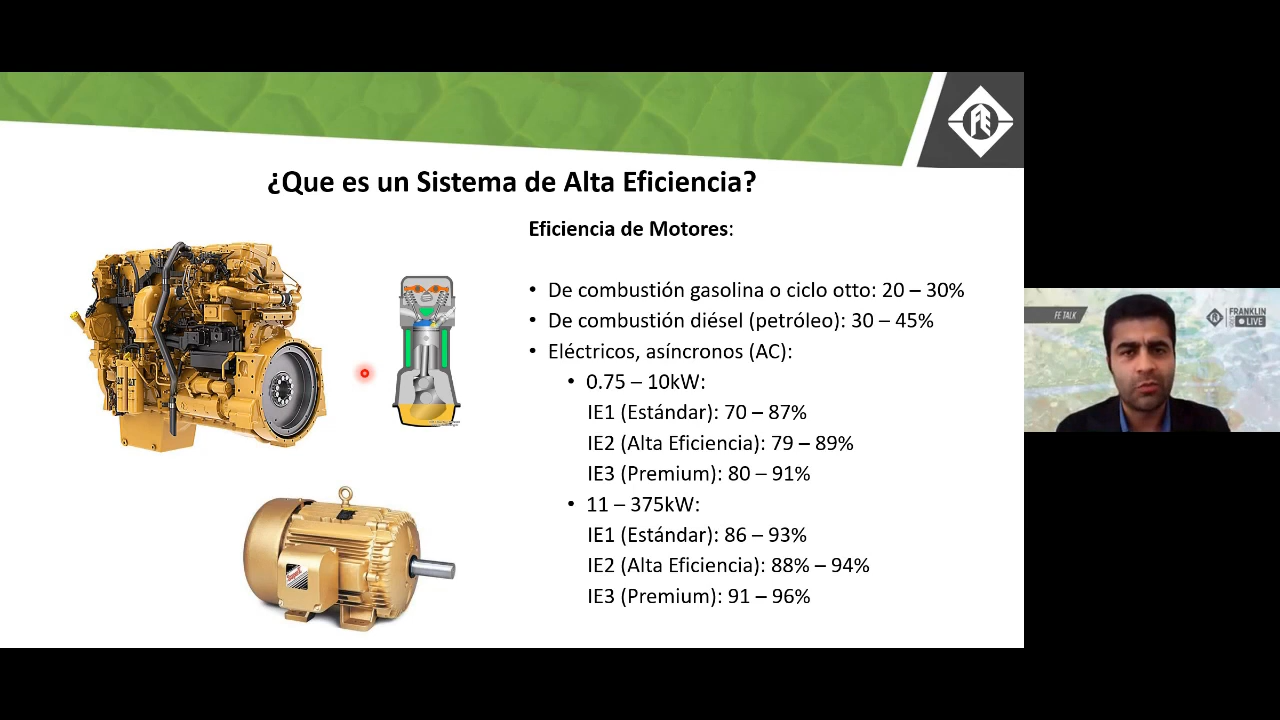 ¿Que es un Sistema de Alta Eficiencia?
Eficiencia de Motores:
• De combustión gasolina o ciclo otto: 20 – 30%
• De combustión diésel (petróleo): 30 – 45%
• Eléctricos, asíncronos (AC):
• 0.75 – 10kW:
IE1 (Estándar): 70 – 87%
IE2 (Alta Eficiencia): 79 – 89%
IE3 (Premium): 80 – 91%
• 11 – 375kW:
IE1 (Estándar): 86 – 93%
IE2 (Alta Eficiencia): 88% – 94%
IE3 (Premium): 91 – 96%
FE
CAT
FE TALK
FRANKLIN
LIVE